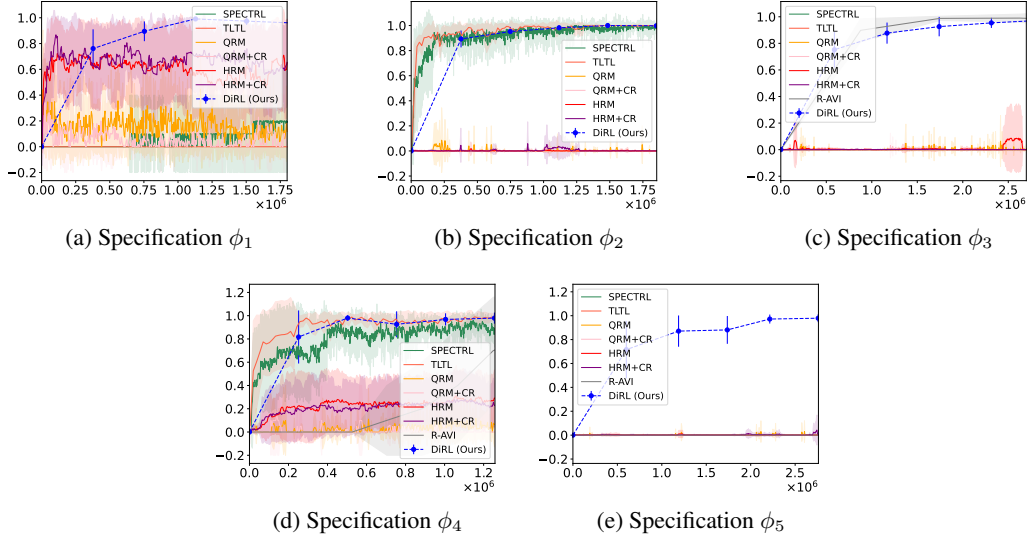 1.0
0.8
0.6
0.4
0.2
0.0
−0.2
SPECTRL
TLTL
QRM
QRM+CR
HRM
HRM+CR
DiRL (Ours)
0.00 0.25 0.50 0.75 1.00 1.25 1.50 1.75
×10⁶
(a) Specification ϕ₁
1.2
1.0
0.8
0.6
0.4
0.2
0.0
−0.2
SPECTRL
TLTL
QRM
QRM+CR
HRM
HRM+CR
DiRL (Ours)
0.00 0.25 0.50 0.75 1.00 1.25 1.50 1.75
×10⁶
(b) Specification ϕ₂
1.0
0.8
0.6
0.4
0.2
0.0
−0.2
SPECTRL
TLTL
QRM
QRM+CR
HRM
HRM+CR
R-AVI
DiRL (Ours)
0.0 0.5 1.0 1.5 2.0 2.5
×10⁶
(c) Specification ϕ₃
1.2
1.0
0.8
0.6
0.4
0.2
0.0
−0.2
SPECTRL
TLTL
QRM
QRM+CR
HRM
HRM+CR
R-AVI
DiRL (Ours)
0.0 0.2 0.4 0.6 0.8 1.0 1.2
×10⁶
(d) Specification ϕ₄
1.2
1.0
0.8
0.6
0.4
0.2
0.0
−0.2
SPECTRL
TLTL
QRM
QRM+CR
HRM
HRM+CR
R-AVI
DiRL (Ours)
0.0 0.5 1.0 1.5 2.0 2.5
×10⁶
(e) Specification ϕ₅